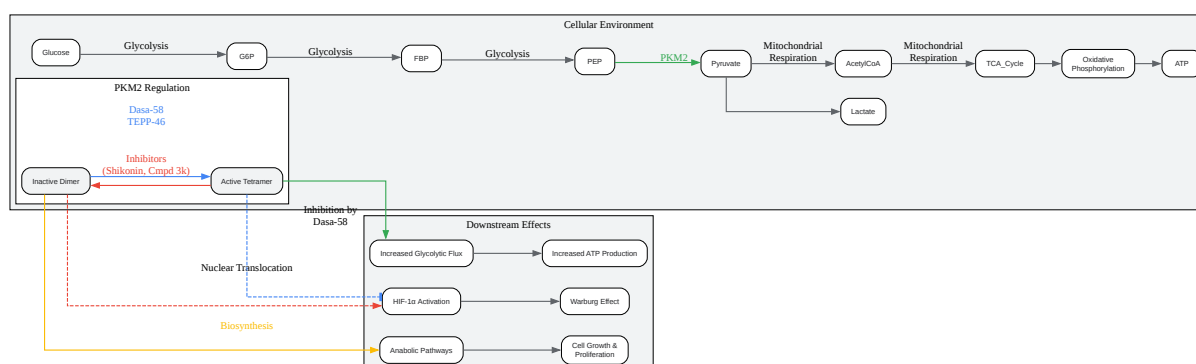 Cellular Environment
Glucose
Glycolysis
G6P
Glycolysis
FBP
Glycolysis
PEP
PKM2
Pyruvate
Mitochondrial
Respiration
AcetylCoA
Mitochondrial
Respiration
TCA_Cycle
Oxidative
Phosphorylation
ATP
Lactate
PKM2 Regulation
Dasa-58
TEPP-46
Inhibitors
(Shikonin, Cmpd 3k)
Inactive Dimer
Active Tetramer
Inhibition by
Dasa-58
Downstream Effects
Increased Glycolytic Flux
Increased ATP Production
Nuclear Translocation
HIF-1α Activation
Warburg Effect
Biosynthesis
Anabolic Pathways
Cell Growth &
Proliferation